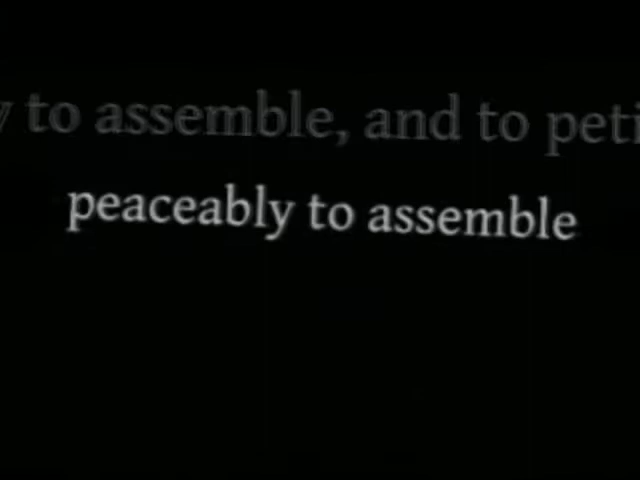 y to assemble, and to peti
peaceably to assemble